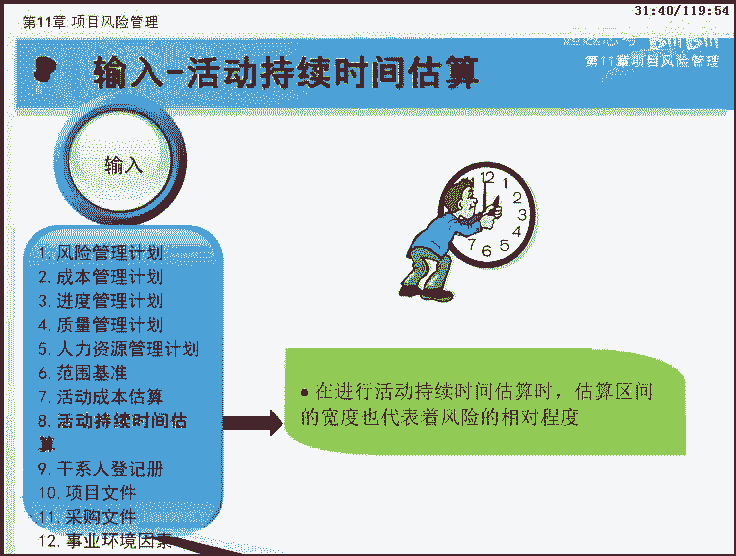 31:40/119:54
第11章 项目风险管理
输入-活动持续时间估算
BiliBili
第11章项目风险管理
输入
12
1
2
3
4
5
6
7
1. 风险管理计划
2. 成本管理计划
3. 进度管理计划
4. 质量管理计划
5. 人力资源管理计划
6. 范围基准
7. 活动成本估算
8. 活动持续时间估
算
9. 干系人登记册
10. 项目文件
11. 采购文件
12. 事业环境因素
● 在进行活动持续时间估算时，估算区间
的宽度也代表着风险的相对程度